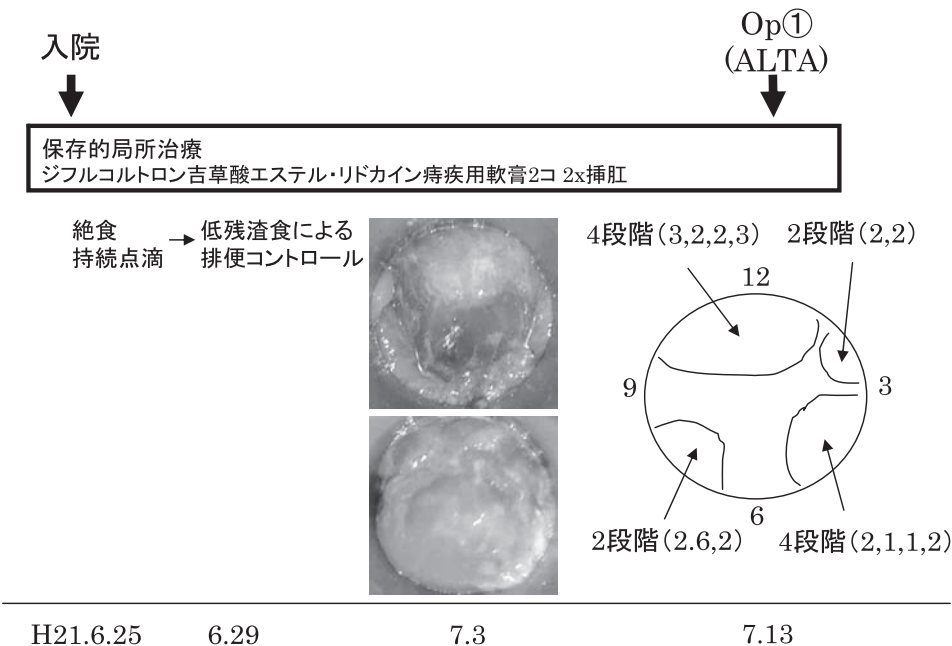 入院
Op①
(ALTA)
保存的局所治療
ジフルコルトロン吉草酸エステル・リドカイン痔疾用軟膏2コ 2x挿肛
絶食
持続点滴
低残渣食による
排便コントロール
4段階(3,2,2,3)
2段階(2,2)
12
9
3
6
2段階(2.6,2)
4段階(2,1,1,2)
H21.6.25
6.29
7.3
7.13